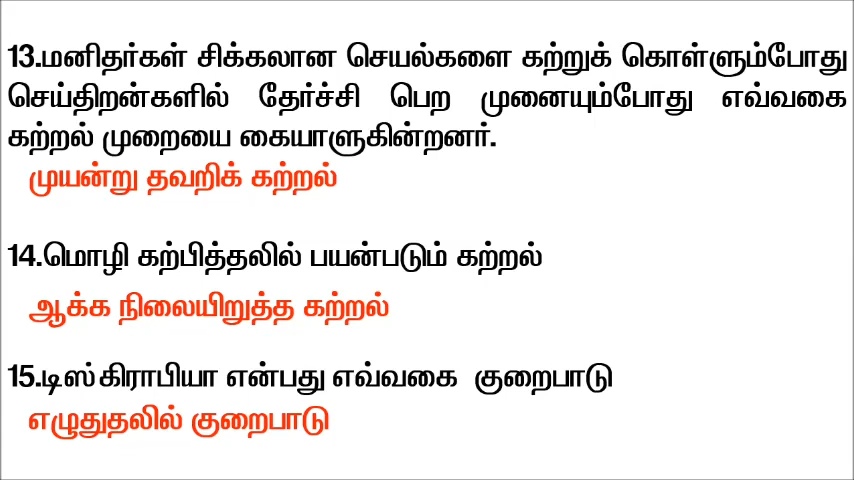 13.மனிதர்கள் சிக்கலான செயல்களை கற்றுக் கொள்ளும்போது
செய்திறன்களில் தேர்ச்சி பெற முனையும்போது எவ்வகை
கற்றல் முறையை கையாளுகின்றனர்.
முயன்று தவறிக் கற்றல்
14.மொழி கற்பித்தலில் பயன்படும் கற்றல்
ஆக்க நிலையிறுத்த கற்றல்
15.டிஸ்கிராபியா என்பது எவ்வகை குறைபாடு
எழுதுதலில் குறைபாடு